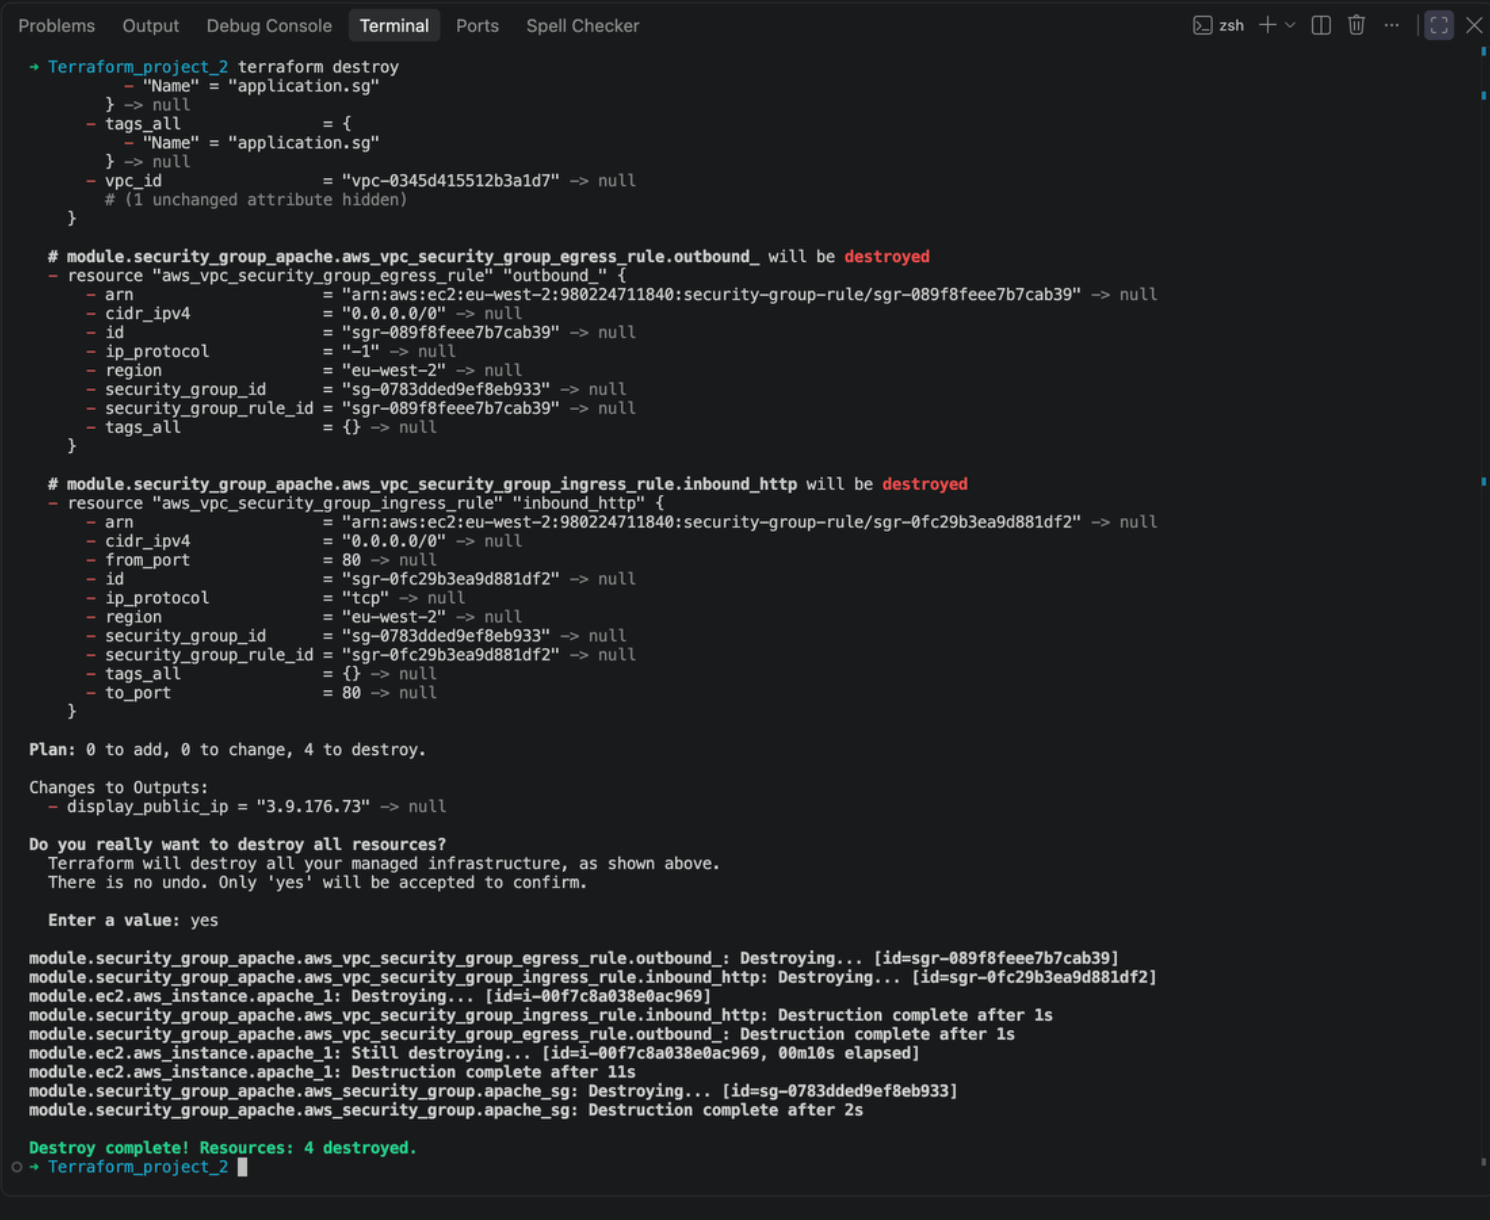 Problems Output Debug Console Terminal Ports Spell Checker zsh
→ Terraform_project_2 terraform destroy
- "Name" = "application.sg"
} -> null
- tags_all = {
- "Name" = "application.sg"
} -> null
- vpc_id = "vpc-0345d415512b3a1d7" -> null
# (1 unchanged attribute hidden)
}
# module.security_group_apache.aws_vpc_security_group_egress_rule.outbound_ will be destroyed
- resource "aws_vpc_security_group_egress_rule" "outbound_" {
- arn = "arn:aws:ec2:eu-west-2:980224711840:security-group-rule/sgr-089f8feee7b7cab39" -> null
- cidr_ipv4 = "0.0.0.0/0" -> null
- id = "sgr-089f8feee7b7cab39" -> null
- ip_protocol = "-1" -> null
- region = "eu-west-2" -> null
- security_group_id = "sg-0783dded9ef8eb933" -> null
- security_group_rule_id = "sgr-089f8feee7b7cab39" -> null
- tags_all = {} -> null
}
# module.security_group_apache.aws_vpc_security_group_ingress_rule.inbound_http will be destroyed
- resource "aws_vpc_security_group_ingress_rule" "inbound_http" {
- arn = "arn:aws:ec2:eu-west-2:980224711840:security-group-rule/sgr-0fc29b3ea9d881df2" -> null
- cidr_ipv4 = "0.0.0.0/0" -> null
- from_port = 80 -> null
- id = "sgr-0fc29b3ea9d881df2" -> null
- ip_protocol = "tcp" -> null
- region = "eu-west-2" -> null
- security_group_id = "sg-0783dded9ef8eb933" -> null
- security_group_rule_id = "sgr-0fc29b3ea9d881df2" -> null
- tags_all = {} -> null
- to_port = 80 -> null
}
Plan: 0 to add, 0 to change, 4 to destroy.
Changes to Outputs:
- display_public_ip = "3.9.176.73" -> null
Do you really want to destroy all resources?
Terraform will destroy all your managed infrastructure, as shown above.
There is no undo. Only 'yes' will be accepted to confirm.
Enter a value: yes
module.security_group_apache.aws_vpc_security_group_egress_rule.outbound_: Destroying... [id=sgr-089f8feee7b7cab39]
module.security_group_apache.aws_vpc_security_group_ingress_rule.inbound_http: Destroying... [id=sgr-0fc29b3ea9d881df2]
module.ec2.aws_instance.apache_1: Destroying... [id=i-00f7c8a038e0ac969]
module.security_group_apache.aws_vpc_security_group_ingress_rule.inbound_http: Destruction complete after 1s
module.security_group_apache.aws_vpc_security_group_egress_rule.outbound_: Destruction complete after 1s
module.ec2.aws_instance.apache_1: Still destroying... [id=i-00f7c8a038e0ac969, 00m10s elapsed]
module.ec2.aws_instance.apache_1: Destruction complete after 11s
module.security_group_apache.aws_security_group.apache_sg: Destroying... [id=sg-0783dded9ef8eb933]
module.security_group_apache.aws_security_group.apache_sg: Destruction complete after 2s
Destroy complete! Resources: 4 destroyed.
→ Terraform_project_2